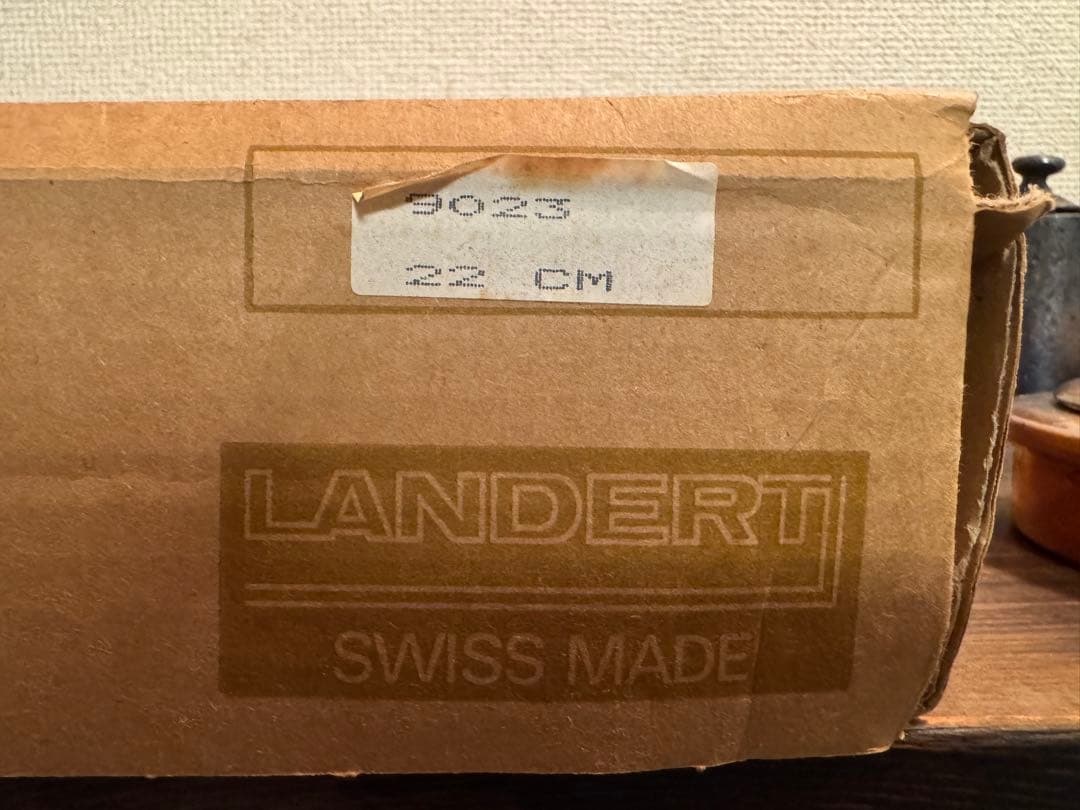 9023
22 CM
LANDERT
SWISS MADE